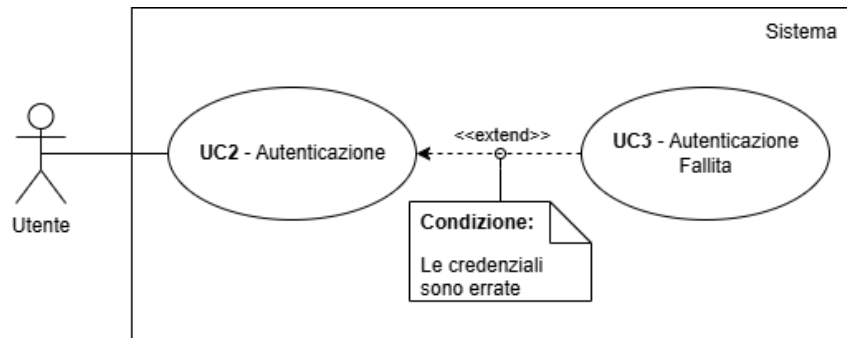 Sistema
<<extend>>
UC2 - Autenticazione
UC3 - Autenticazione
Fallita
Utente
Condizione:
Le credenziali
sono errate